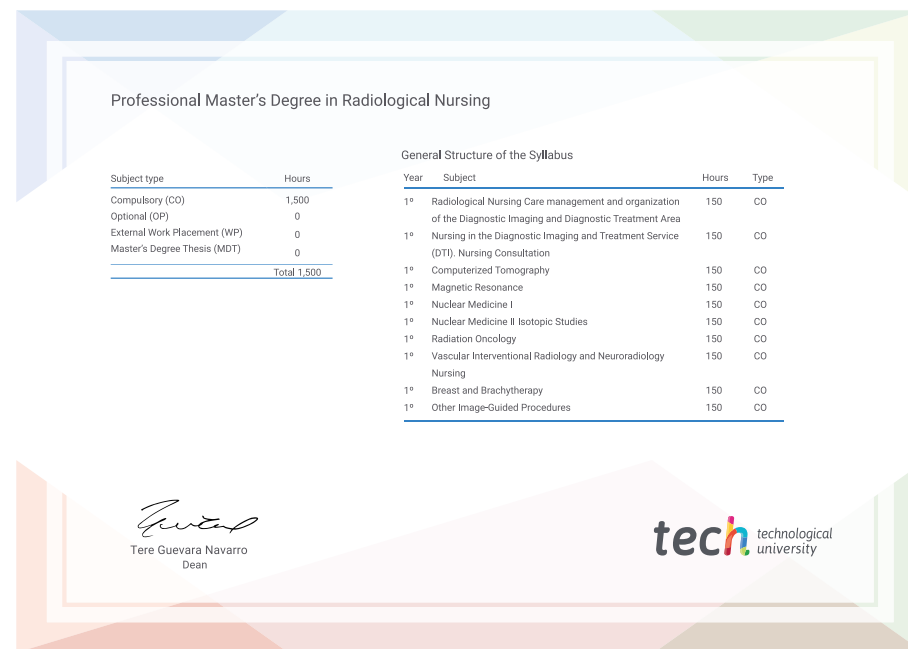 Professional Master's Degree in Radiological Nursing
Subject type Hours
Compulsory (CO) 1,500
Optional (OP) 0
External Work Placement (WP) 0
Master's Degree Thesis (MDT) 0
Total 1,500
General Structure of the Syllabus
Year Subject Hours Type
1º Radiological Nursing Care management and organization 150 CO
of the Diagnostic Imaging and Diagnostic Treatment Area
1º Nursing in the Diagnostic Imaging and Treatment Service 150 CO
(DTI). Nursing Consultation
1º Computerized Tomography 150 CO
1º Magnetic Resonance 150 CO
1º Nuclear Medicine I 150 CO
1º Nuclear Medicine II Isotopic Studies 150 CO
1º Radiation Oncology 150 CO
1º Vascular Interventional Radiology and Neuroradiology 150 CO
Nursing
1º Breast and Brachytherapy 150 CO
1º Other Image-Guided Procedures 150 CO
Tere Guevara Navarro
Dean
tech technological
university